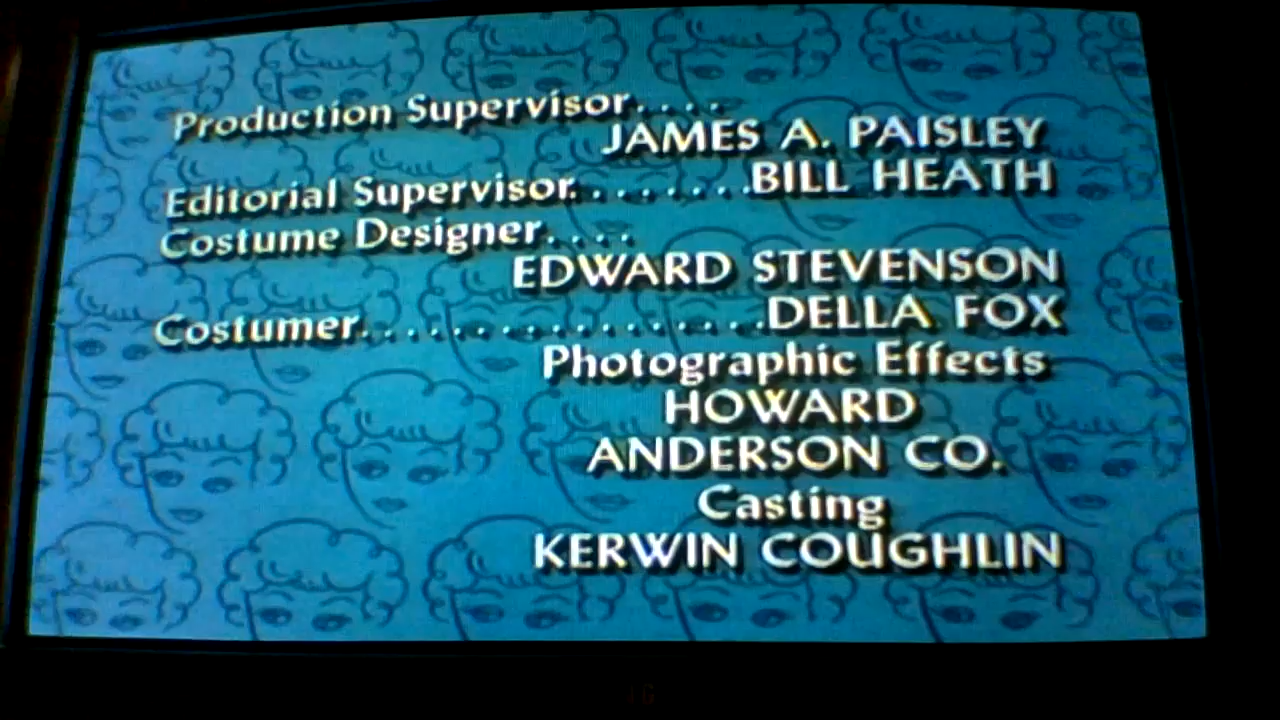 Production Supervisor....
JAMES A. PAISLEY
Editorial Supervisor........BILL HEATH
Costume Designer....
EDWARD STEVENSON
Costumer..................DELLA FOX
Photographic Effects
HOWARD
ANDERSON CO.
Casting
KERWIN COUGHLIN